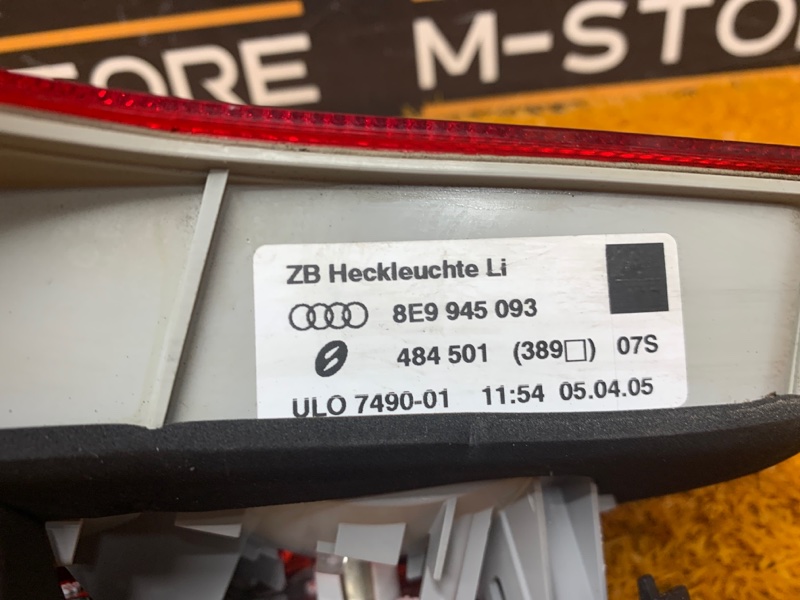 TORE M-STO
ZB Heckleuchte Li
8E9 945 093
484 501 (389□) 07S
ULO 7490-01 11:54 05.04.05